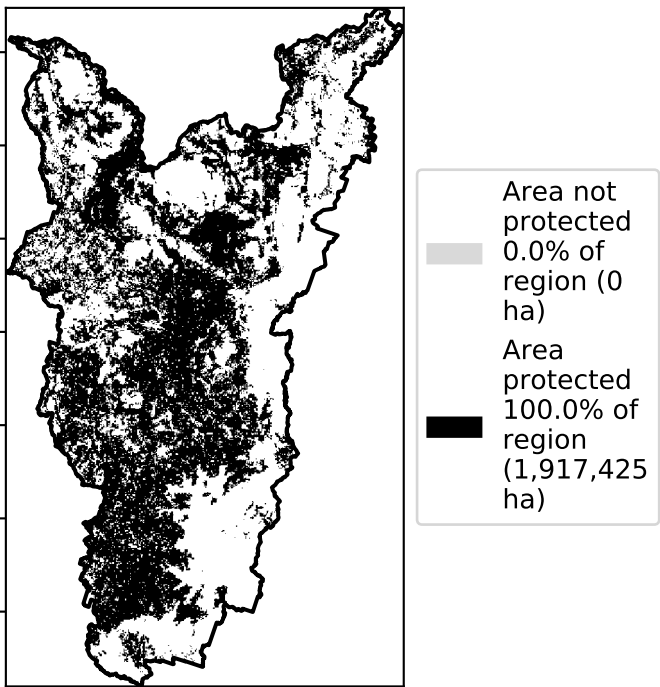 Area not
protected
0.0% of
region (0
ha)
Area
protected
100.0% of
region
(1,917,425
ha)